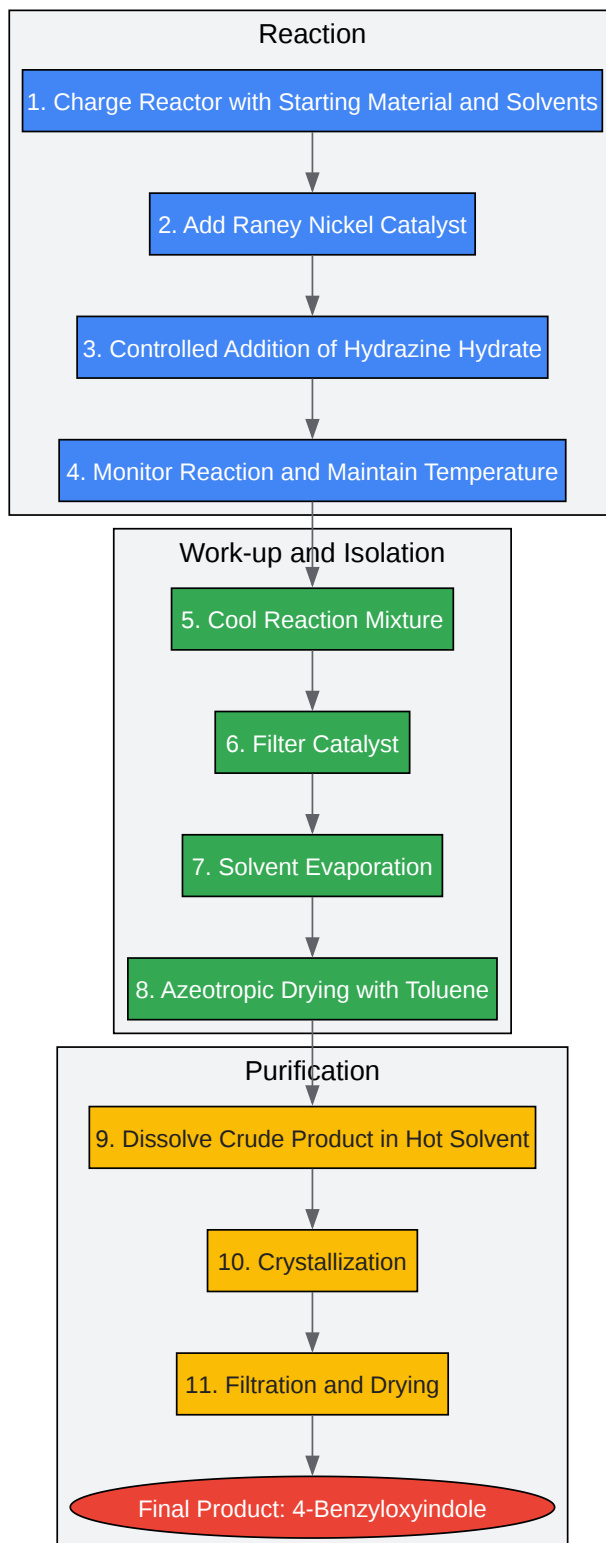 Reaction
1. Charge Reactor with Starting Material and Solvents
2. Add Raney Nickel Catalyst
3. Controlled Addition of Hydrazine Hydrate
4. Monitor Reaction and Maintain Temperature
Work-up and Isolation
5. Cool Reaction Mixture
6. Filter Catalyst
7. Solvent Evaporation
8. Azeotropic Drying with Toluene
Purification
9. Dissolve Crude Product in Hot Solvent
10. Crystallization
11. Filtration and Drying
Final Product: 4-Benzyloxyindole